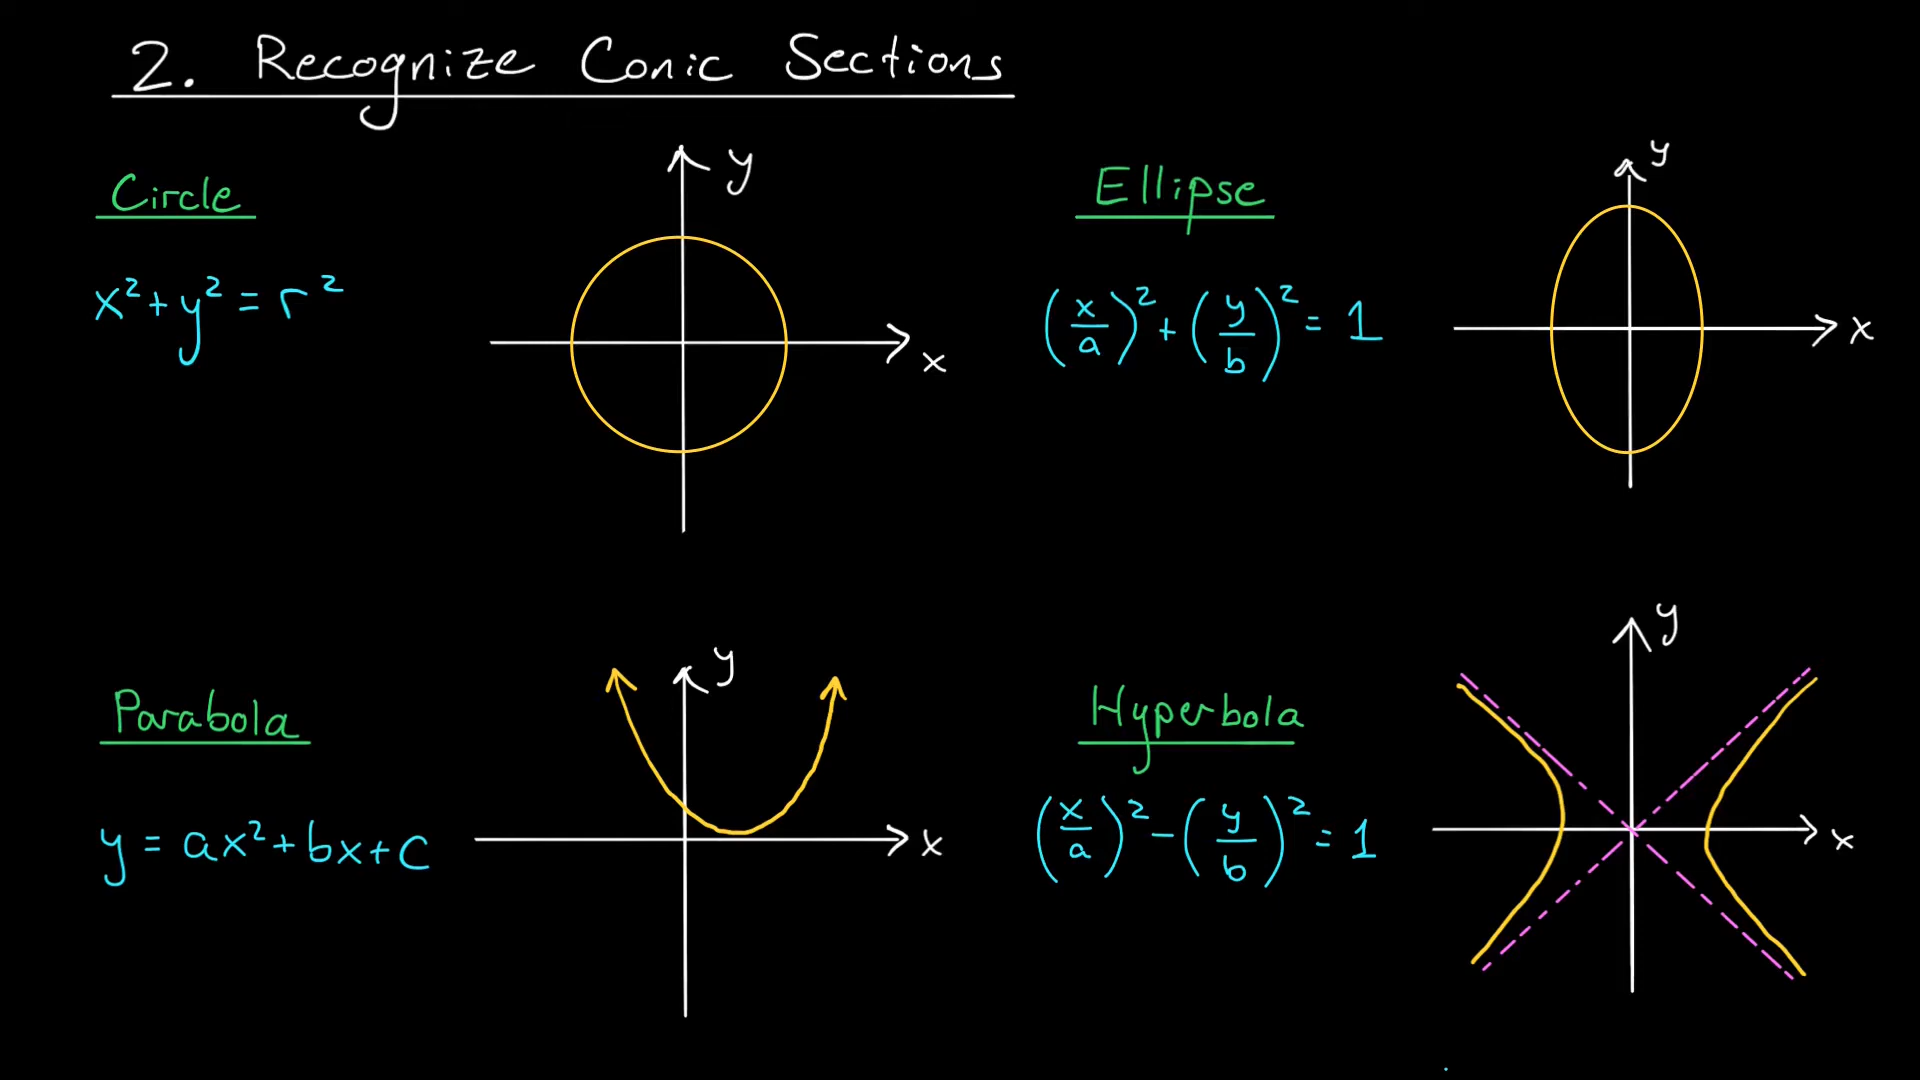 2. Recognize Conic Sections
Circle
x² + y² = r²
y
x
Ellipse
(x/a)² + (y/b)² = 1
y
x
Parabola
y = ax² + bx + c
y
x
Hyperbola
(x/a)² - (y/b)² = 1
y
x